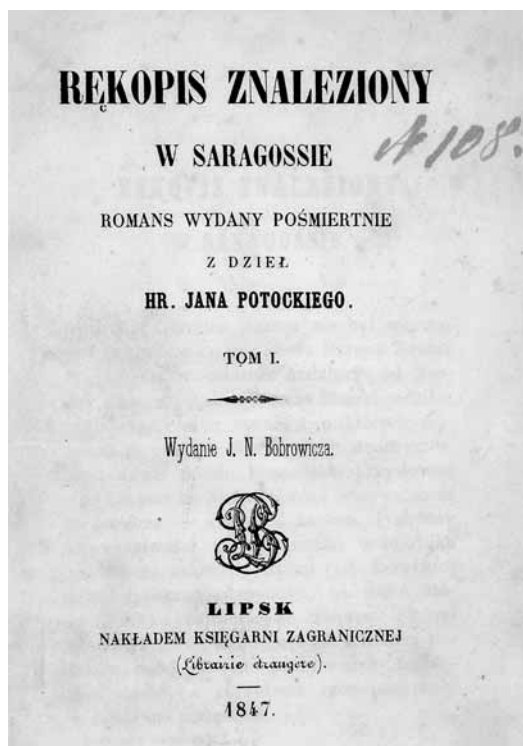 RĘKOPIS ZNALEZIONY
W SARAGOSSIE
N 108.
ROMANS WYDANY POŚMIERTNIE
Z DZIEŁ
HR. JANA POTOCKIEGO.
TOM I.
Wydanie J. N. Bobrowicza.
LIPSK
NAKŁADEM KSIĘGARNI ZAGRANICZNEJ
(Librairie étrangère).
1847.